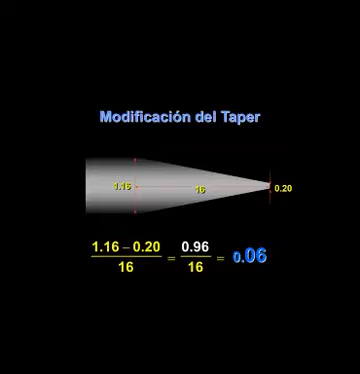 Modificación del Taper
1.16 16 0.20
1.16 – 0.20 0.96
= = 0.06
16 16